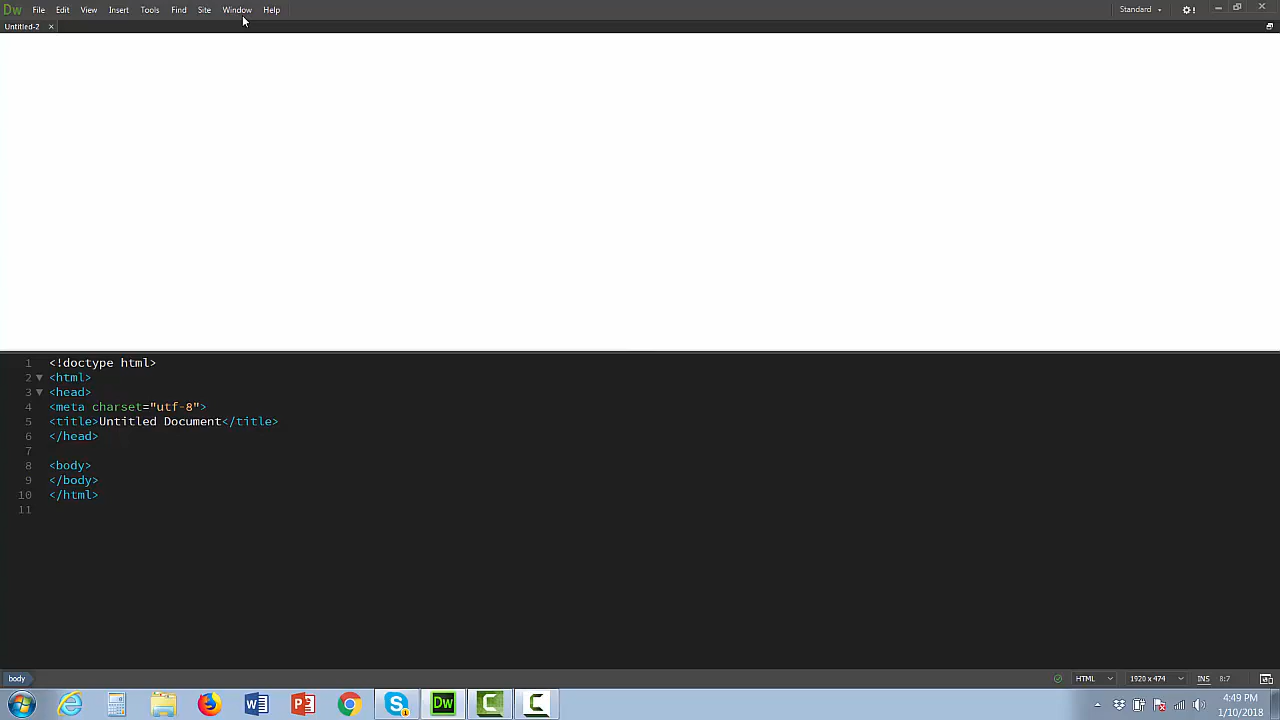 Dw File Edit View Insert Tools Find Site Window Help Standard
Untitled-2 ×
1 <!doctype html>
2 <html>
3 <head>
4 <meta charset="utf-8">
5 <title>Untitled Document</title>
6 </head>
7
8 <body>
9 </body>
10 </html>
11
body HTML 1920 x 474 INS 8:7
Dw 4:49 PM
1/10/2018